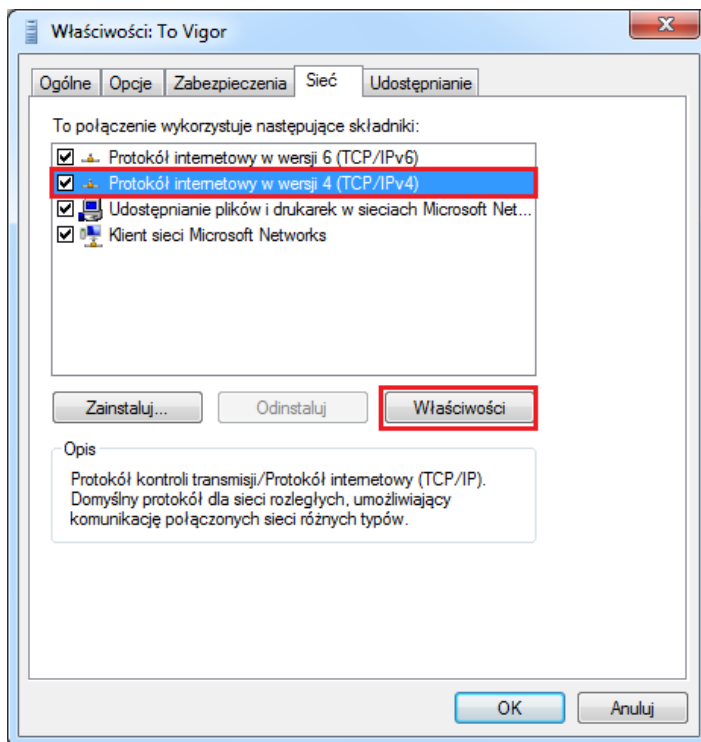 Właściwości: To Vigor
Ogólne Opcje Zabezpieczenia Sieć Udostępnianie
To połączenie wykorzystuje następujące składniki:
Protokół internetowy w wersji 6 (TCP/IPv6)
Protokół internetowy w wersji 4 (TCP/IPv4)
Udostępnianie plików i drukarek w sieciach Microsoft Net...
Klient sieci Microsoft Networks
Zainstaluj... Odinstaluj Właściwości
Opis
Protokół kontroli transmisji/Protokół internetowy (TCP/IP).
Domyślny protokół dla sieci rozległych, umożliwiający
komunikację połączonych sieci różnych typów.
OK Anuluj